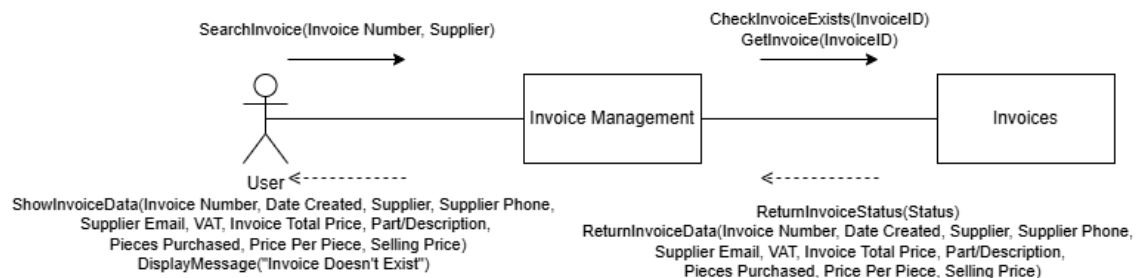 SearchInvoice(Invoice Number, Supplier)
CheckInvoiceExists(InvoiceID)
GetInvoice(InvoiceID)
Invoice Management
Invoices
User
ShowInvoiceData(Invoice Number, Date Created, Supplier, Supplier Phone,
Supplier Email, VAT, Invoice Total Price, Part/Description,
Pieces Purchased, Price Per Piece, Selling Price)
DisplayMessage("Invoice Doesn't Exist")
ReturnInvoiceStatus(Status)
ReturnInvoiceData(Invoice Number, Date Created, Supplier, Supplier Phone,
Supplier Email, VAT, Invoice Total Price, Part/Description,
Pieces Purchased, Price Per Piece, Selling Price)